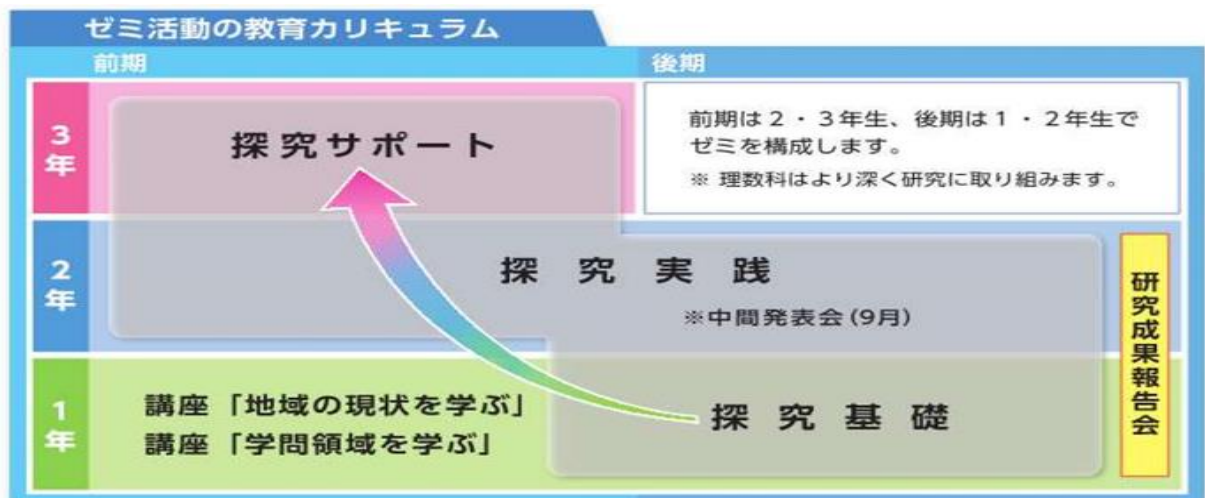 ゼミ活動の教育カリキュラム
前期
後期
3年
探究サポート
前期は2・3年生、後期は1・2年生で
ゼミを構成します。
※ 理数科はより深く研究に取り組みます。
2年
探究実践
※中間発表会(9月)
研究成果報告会
1年
講座「地域の現状を学ぶ」
講座「学問領域を学ぶ」
探究基礎